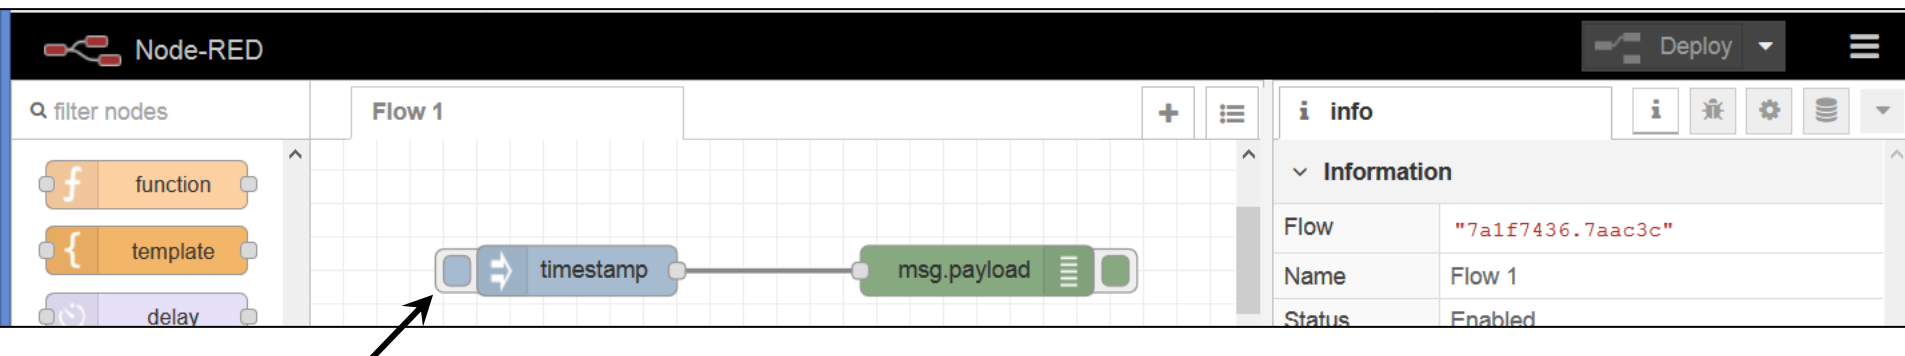 Node-RED
Deploy
filter nodes
Flow 1
i info
i
function
template
delay
timestamp
msg.payload
Information
Flow "7a1f7436.7aac3c"
Name Flow 1
Status Enabled